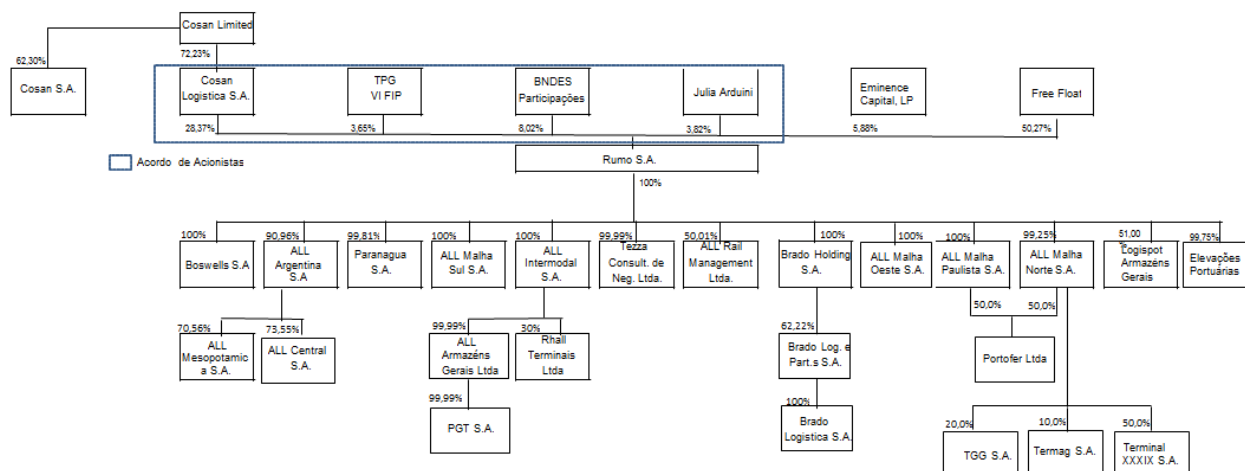 Cosan Limited
62,30%
72,23%
Cosan S.A.
Cosan
Logistica S.A.
TPG
VI FIP
BNDES
Participações
Julia Arduini
Eminence
Capital, LP
Free Float
28,37%
3,65%
8,02%
3,82%
5,88%
50,27%
Acordo de Acionistas
Rumo S.A.
100%
100%
90,96%
99,81%
100%
100%
99,99%
50,01%
100%
100%
100%
99,25%
51,00
99,75%
Boswells S.A
ALL
Argentina S.A
Paranagua
S.A.
ALL Malha
Sul S.A.
ALL
Intermodal
S.A.
Tezza
Consult. de
Neg. Ltda.
ALL Rail
Management
Ltda.
Brado Holding
S.A.
ALL Malha
Oeste S.A.
ALL Malha
Paulista S.A.
ALL Malha
Norte S.A.
Logispot
Armazéns
Gerais
Elevações
Portuárias
70,56%
73,55%
99,99%
30%
62,22%
50,0%
50,0%
ALL
Mesopotamic
a S.A.
ALL Central
S.A.
ALL
Armazéns
Gerais Ltda
Rhall
Terminais
Ltda
Brado Log. e
Part.s S.A.
Portofer Ltda
99,99%
100%
PGT S.A.
Brado
Logistica S.A.
20,0%
10,0%
50,0%
TGG S.A.
Termag S.A.
Terminal
XXXIX S.A.